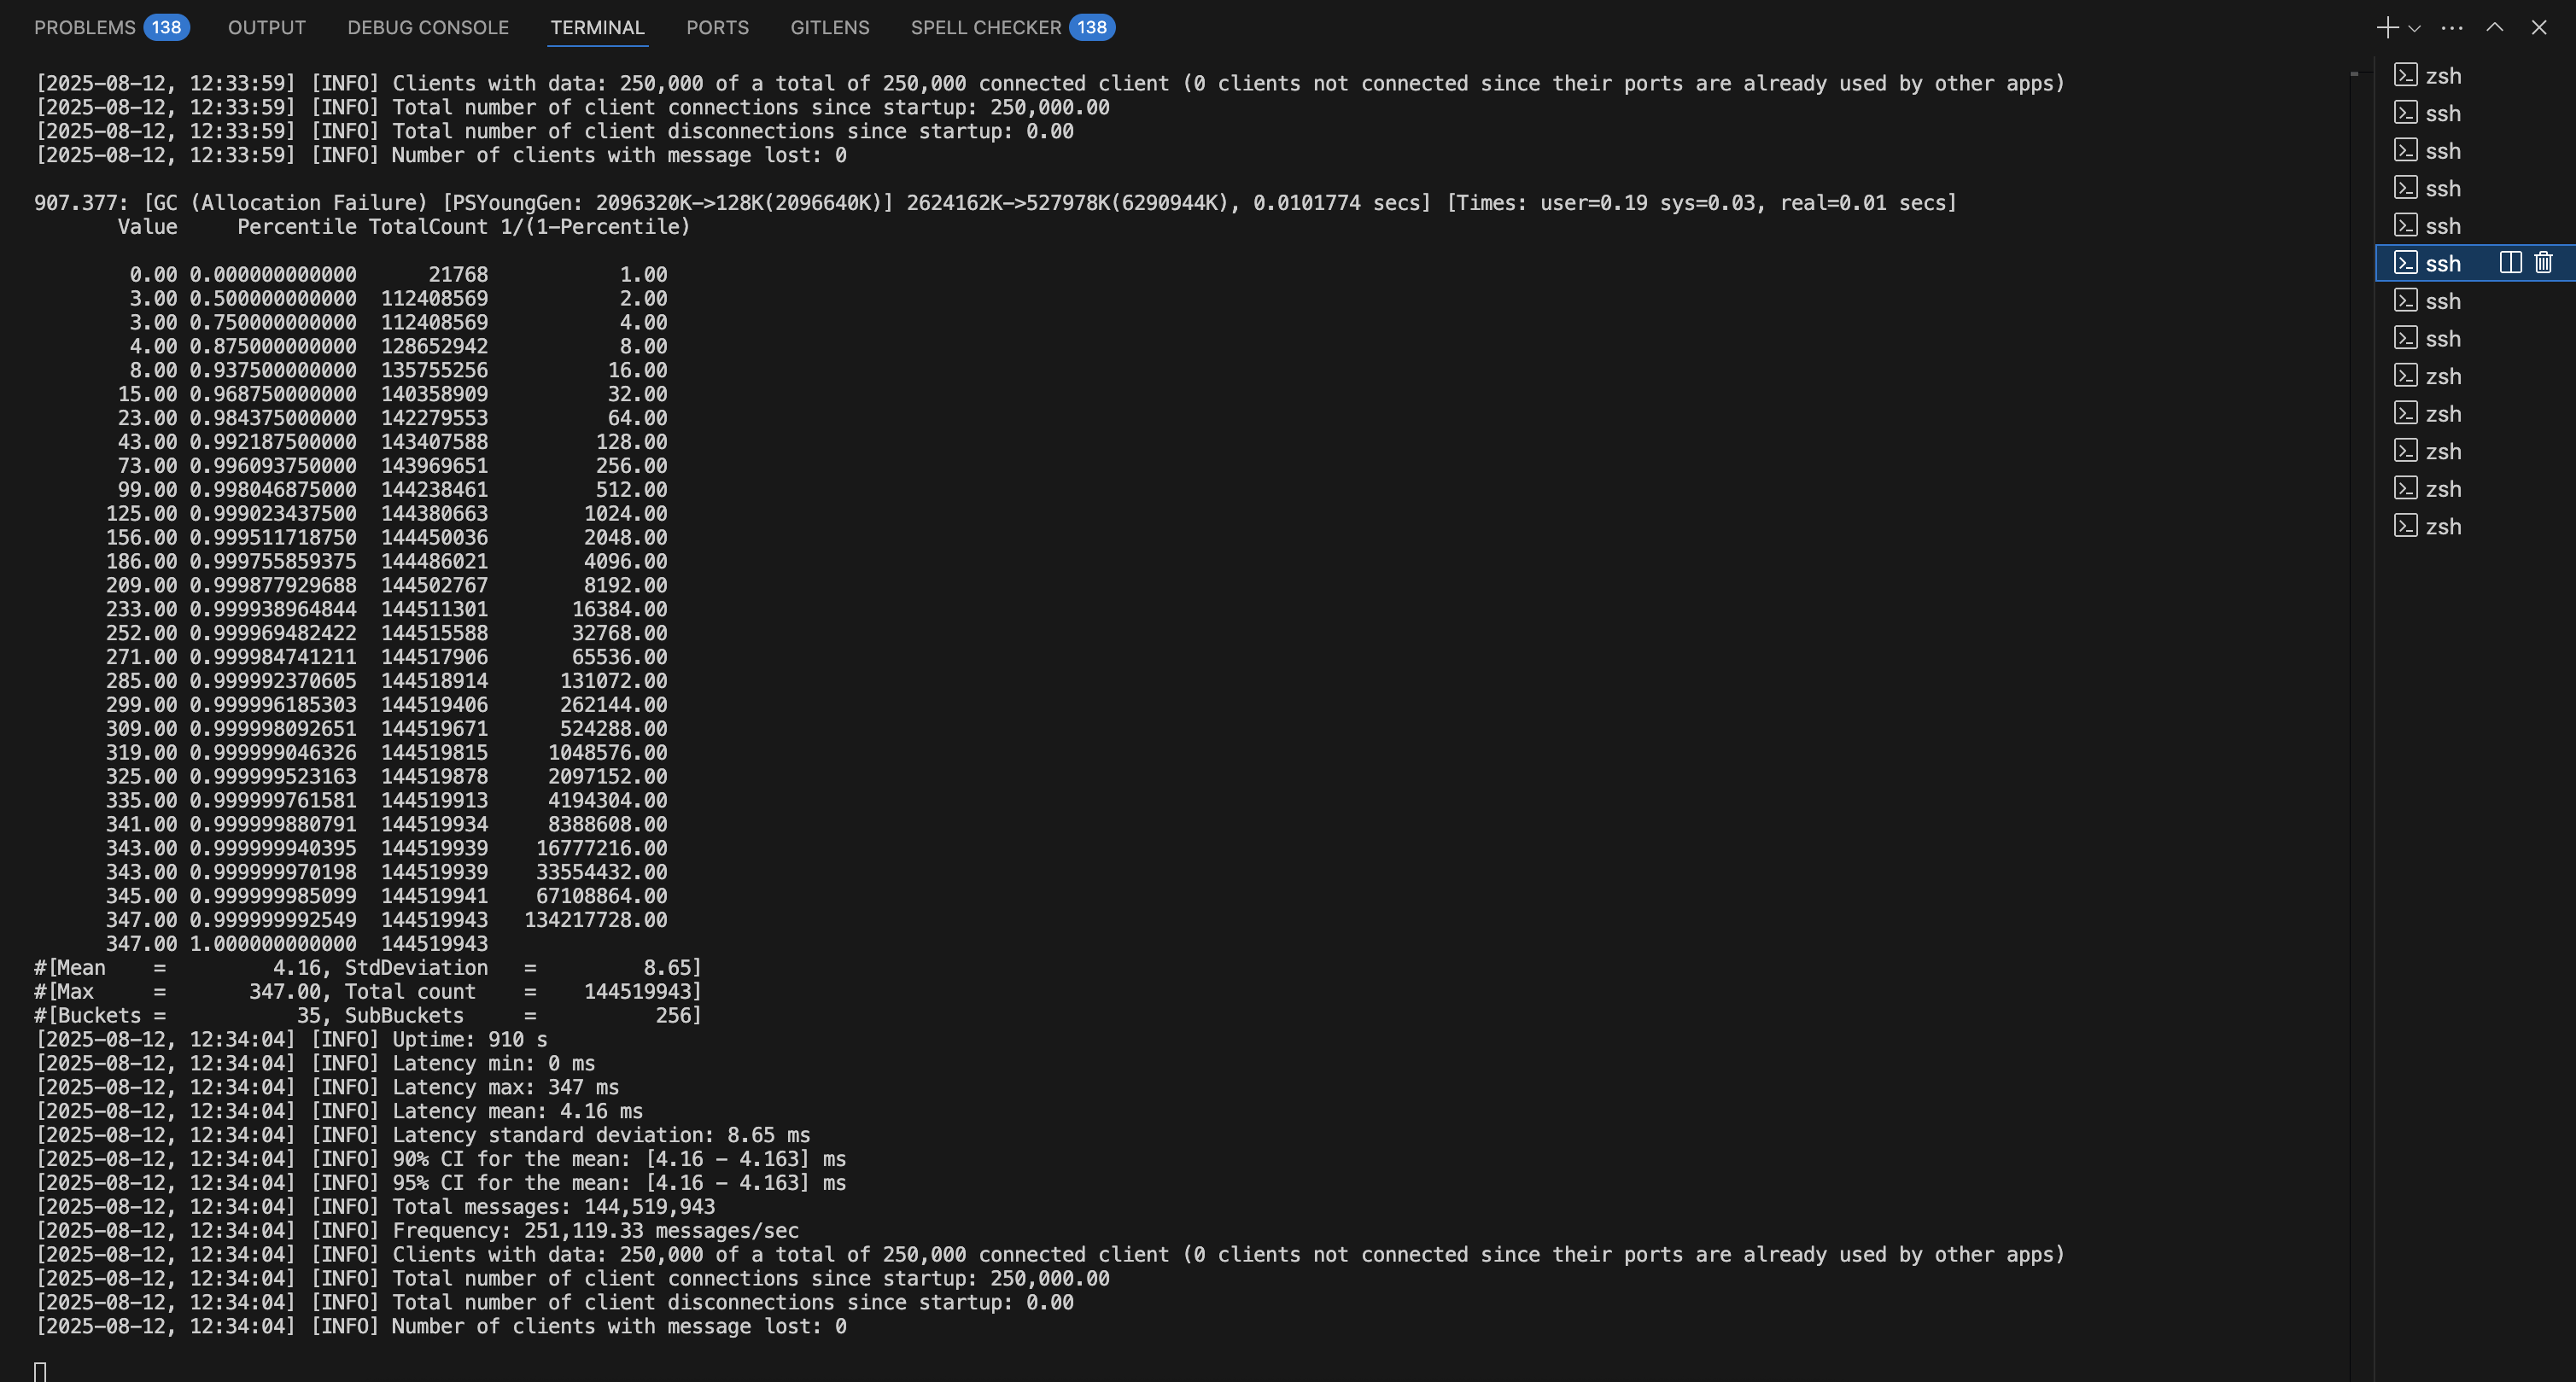 PROBLEMS 138 OUTPUT DEBUG CONSOLE TERMINAL PORTS GITLENS SPELL CHECKER 138
[2025-08-12, 12:33:59] [INFO] Clients with data: 250,000 of a total of 250,000 connected client (0 clients not connected since their ports are already used by other apps)
[2025-08-12, 12:33:59] [INFO] Total number of client connections since startup: 250,000.00
[2025-08-12, 12:33:59] [INFO] Total number of client disconnections since startup: 0.00
[2025-08-12, 12:33:59] [INFO] Number of clients with message lost: 0
907.377: [GC (Allocation Failure) [PSYoungGen: 2096320K->128K(2096640K)] 2624162K->527978K(6290944K), 0.0101774 secs] [Times: user=0.19 sys=0.03, real=0.01 secs]
Value Percentile TotalCount 1/(1-Percentile)
0.00 0.000000000000 21768 1.00
3.00 0.500000000000 112408569 2.00
3.00 0.750000000000 112408569 4.00
4.00 0.875000000000 128652942 8.00
8.00 0.937500000000 135755256 16.00
15.00 0.968750000000 140358909 32.00
23.00 0.984375000000 142279553 64.00
43.00 0.992187500000 143407588 128.00
73.00 0.996093750000 143969651 256.00
99.00 0.998046875000 144238461 512.00
125.00 0.999023437500 144380663 1024.00
156.00 0.999511718750 144450036 2048.00
186.00 0.999755859375 144486021 4096.00
209.00 0.999877929688 144502767 8192.00
233.00 0.999938964844 144511301 16384.00
252.00 0.999969482422 144515588 32768.00
271.00 0.999984741211 144517906 65536.00
285.00 0.999992370605 144518914 131072.00
299.00 0.999996185303 144519406 262144.00
309.00 0.999998092651 144519671 524288.00
319.00 0.999999046326 144519815 1048576.00
325.00 0.999999523163 144519878 2097152.00
335.00 0.999999761581 144519913 4194304.00
341.00 0.999999880791 144519934 8388608.00
343.00 0.999999940395 144519939 16777216.00
343.00 0.999999970198 144519939 33554432.00
345.00 0.999999985099 144519941 67108864.00
347.00 0.999999992549 144519943 134217728.00
347.00 1.000000000000 144519943
#[Mean = 4.16, StdDeviation = 8.65]
#[Max = 347.00, Total count = 144519943]
#[Buckets = 35, SubBuckets = 256]
[2025-08-12, 12:34:04] [INFO] Uptime: 910 s
[2025-08-12, 12:34:04] [INFO] Latency min: 0 ms
[2025-08-12, 12:34:04] [INFO] Latency max: 347 ms
[2025-08-12, 12:34:04] [INFO] Latency mean: 4.16 ms
[2025-08-12, 12:34:04] [INFO] Latency standard deviation: 8.65 ms
[2025-08-12, 12:34:04] [INFO] 90% CI for the mean: [4.16 - 4.163] ms
[2025-08-12, 12:34:04] [INFO] 95% CI for the mean: [4.16 - 4.163] ms
[2025-08-12, 12:34:04] [INFO] Total messages: 144,519,943
[2025-08-12, 12:34:04] [INFO] Frequency: 251,119.33 messages/sec
[2025-08-12, 12:34:04] [INFO] Clients with data: 250,000 of a total of 250,000 connected client (0 clients not connected since their ports are already used by other apps)
[2025-08-12, 12:34:04] [INFO] Total number of client connections since startup: 250,000.00
[2025-08-12, 12:34:04] [INFO] Total number of client disconnections since startup: 0.00
[2025-08-12, 12:34:04] [INFO] Number of clients with message lost: 0
zsh
ssh
ssh
ssh
ssh
ssh
ssh
ssh
zsh
zsh
zsh
zsh
zsh